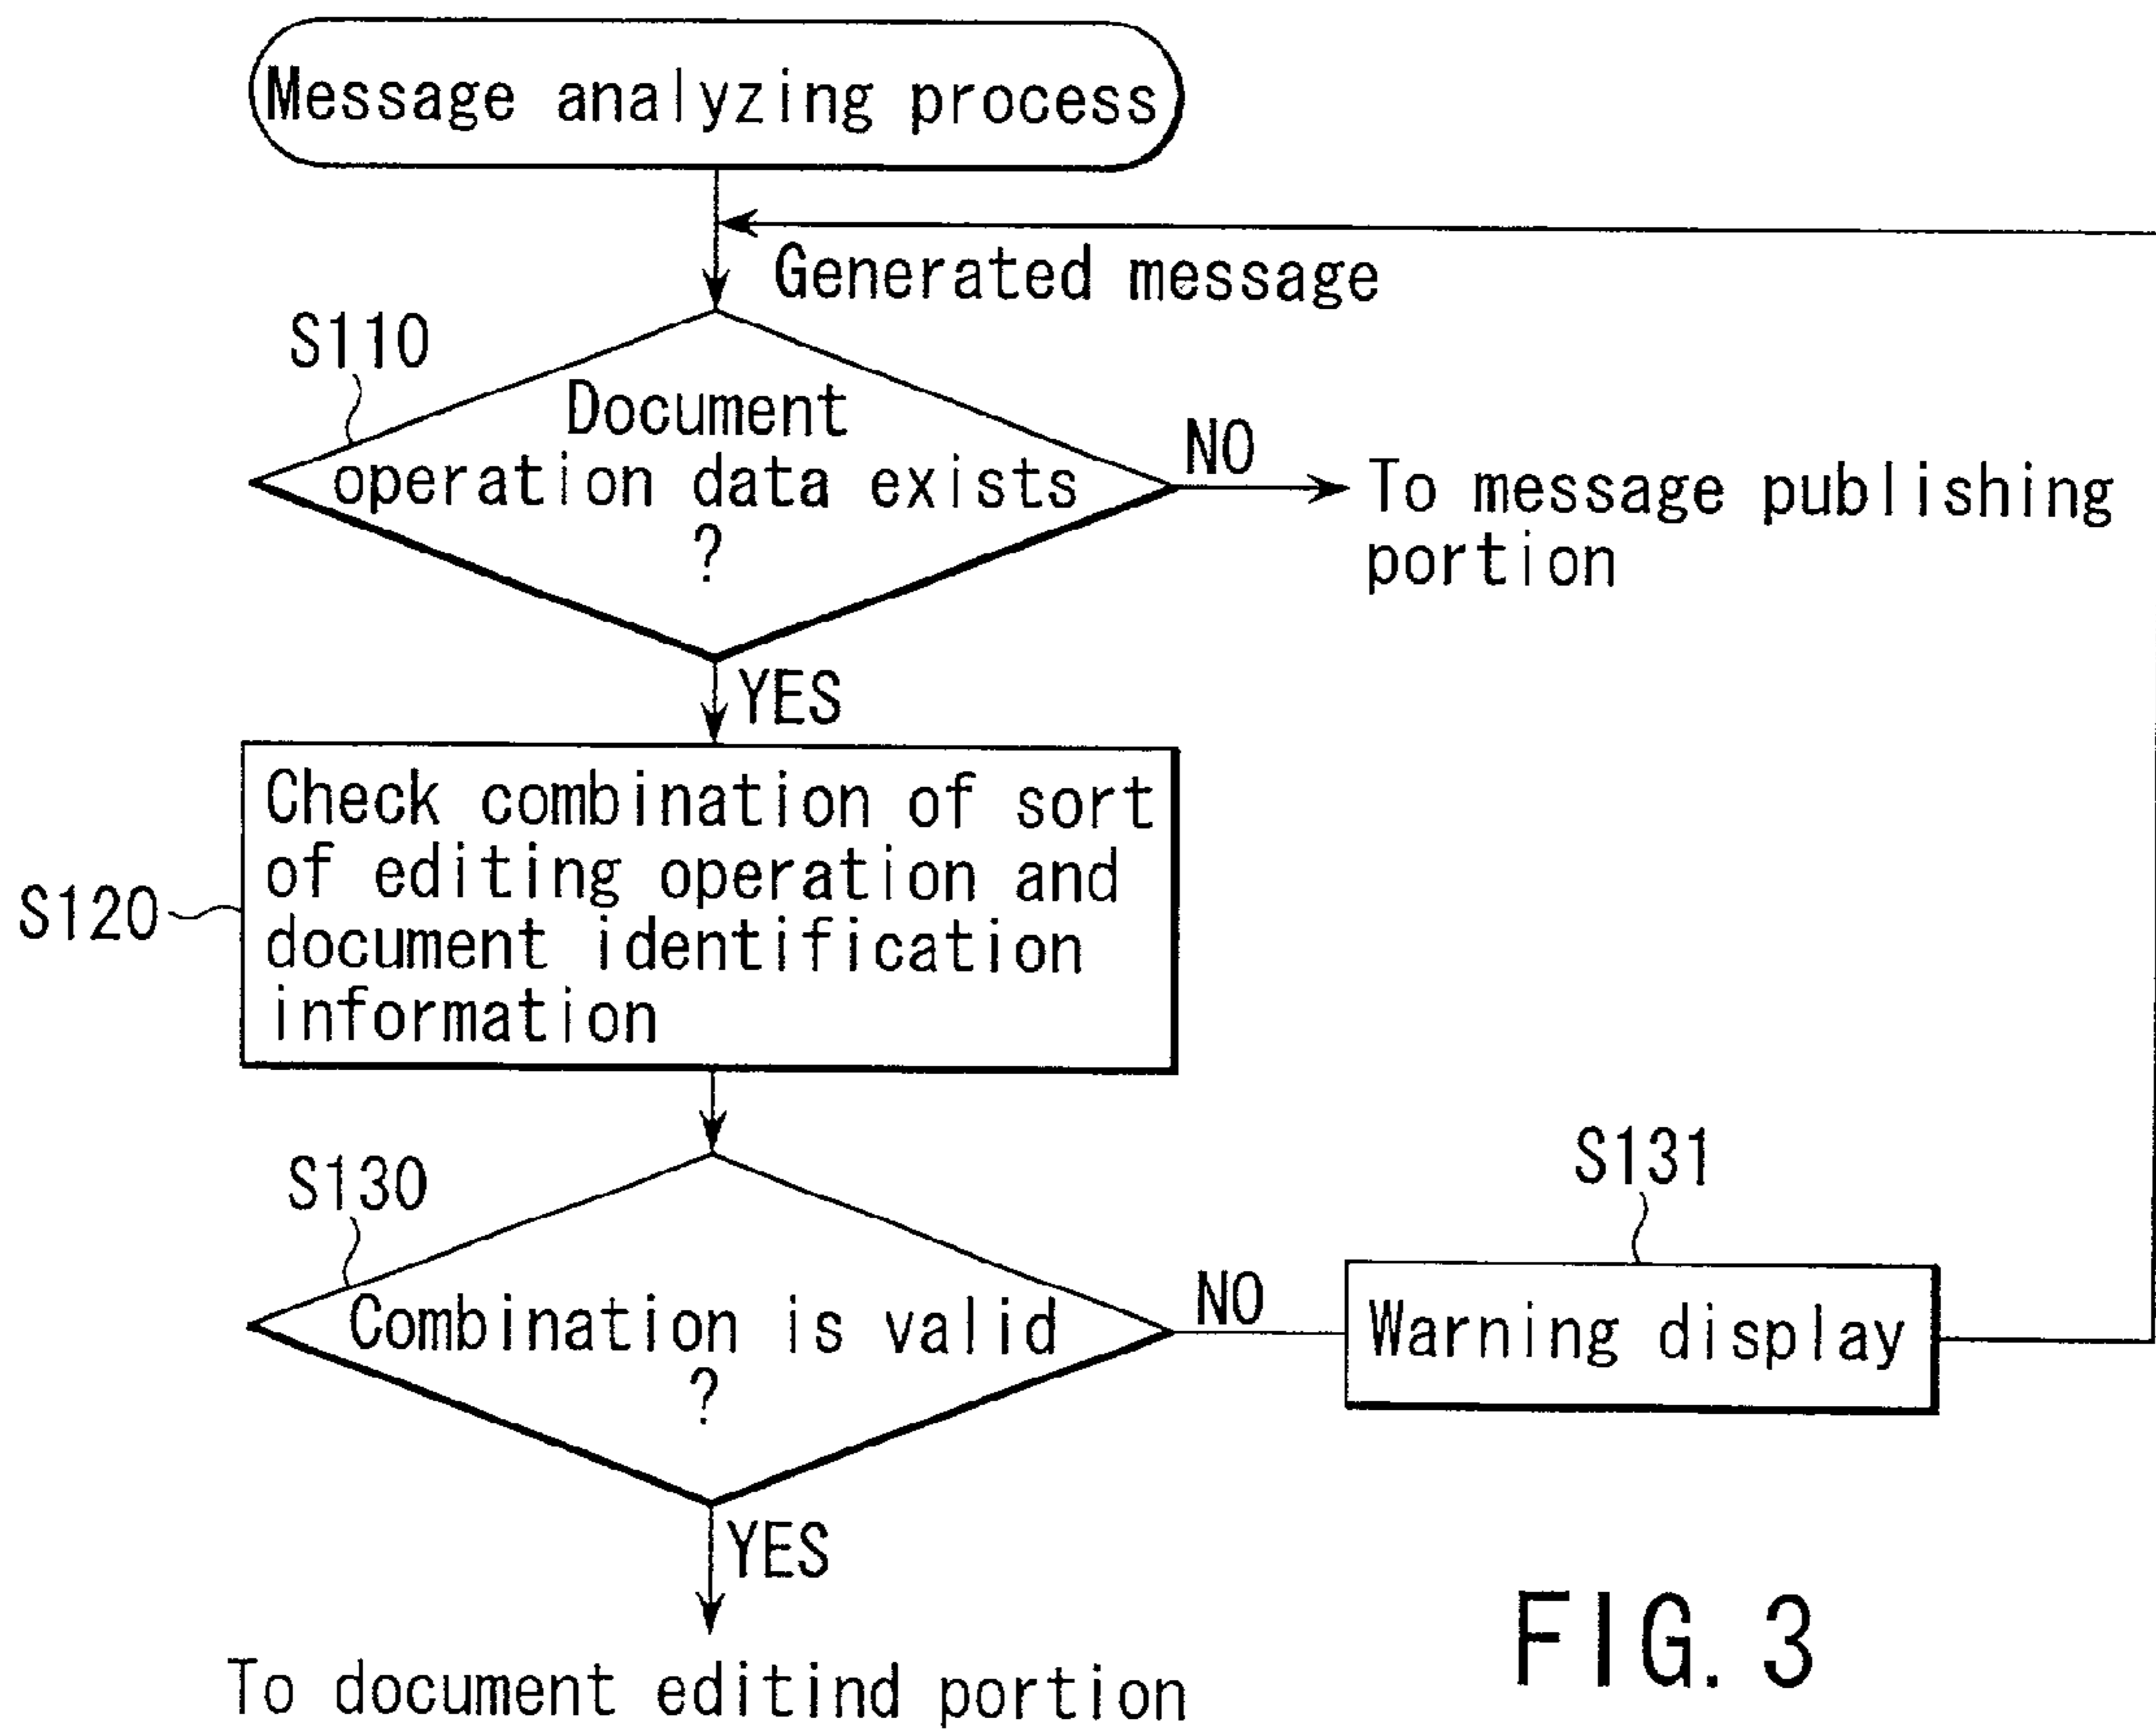 Message analyzing process
Generated message
S110
Document
operation data exists
?
NO
To message publishing
portion
YES
S120
Check combination of sort
of editing operation and
document identification
information
S130
Combination is valid
?
NO
S131
Warning display
YES
To document editind portion
FIG. 3